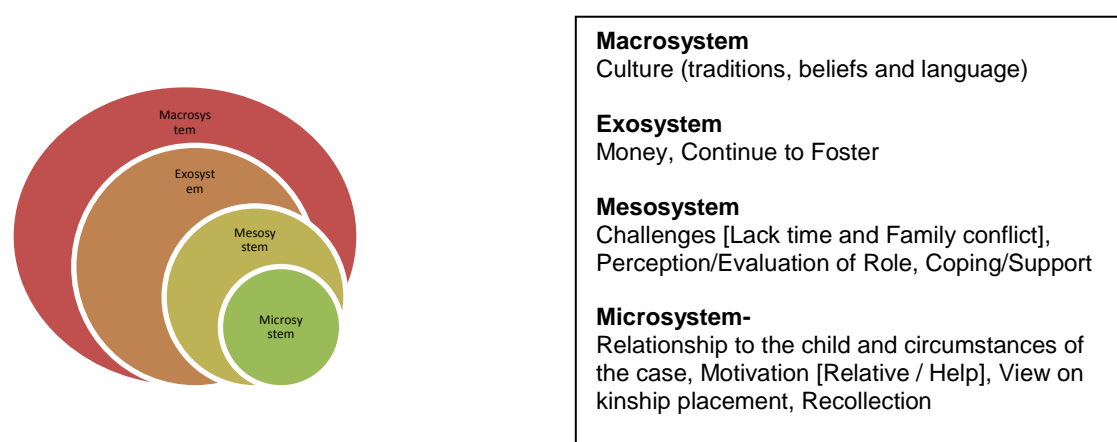 Macrosys
tem
Exosyst
em
Mesosy
stem
Microsy
stem
Macrosystem
Culture (traditions, beliefs and language)
Exosystem
Money, Continue to Foster
Mesosystem
Challenges [Lack time and Family conflict],
Perception/Evaluation of Role, Coping/Support
Microsystem-
Relationship to the child and circumstances of
the case, Motivation [Relative / Help], View on
kinship placement, Recollection